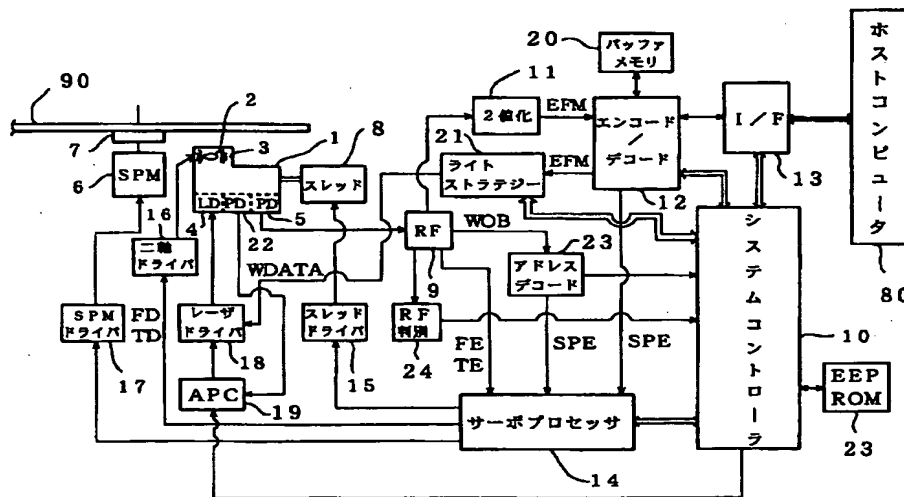 90
7
6
SPM
2
3
1
8
スレッド
LD
PD
PD
4
22
5
16
二軸
ドライバ
SPM
ドライバ
17
FD
TD
WDATA
レーザ
ドライバ
18
APC
19
スレッド
ドライバ
15
11
2値化
EFM
20
バッファ
メモリ
エンコード
/
デコード
12
21
ライト
ストラテジー
EFM
I/F
13
ホストコンピュータ
80
RF
9
WOB
23
アドレス
デコード
RF
判別
24
FE
TE
SPE
SPE
サーボプロセッサ
14
システムコントローラ
10
EEP
ROM
23